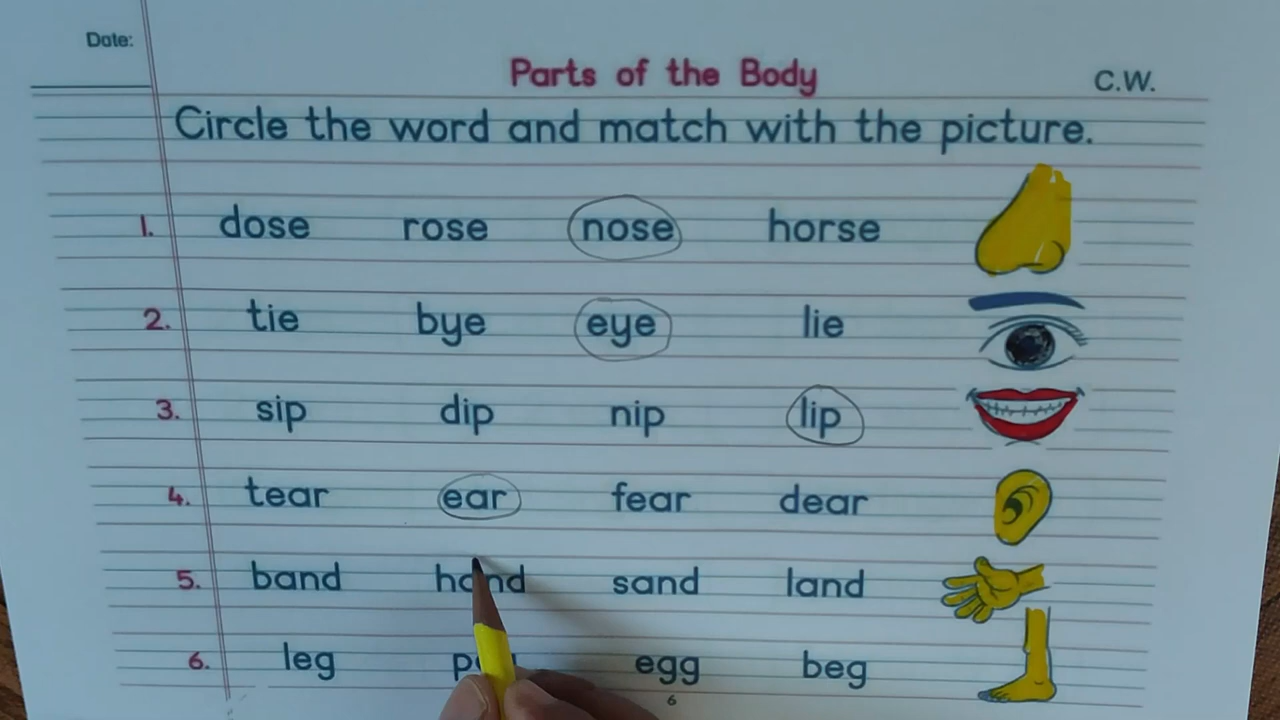 Date:
Parts of the Body
C.W.
Circle the word and match with the picture.
1. dose rose nose horse
2. tie bye eye lie
3. sip dip nip lip
4. tear ear fear dear
5. band hand sand land
6. leg egg beg
6